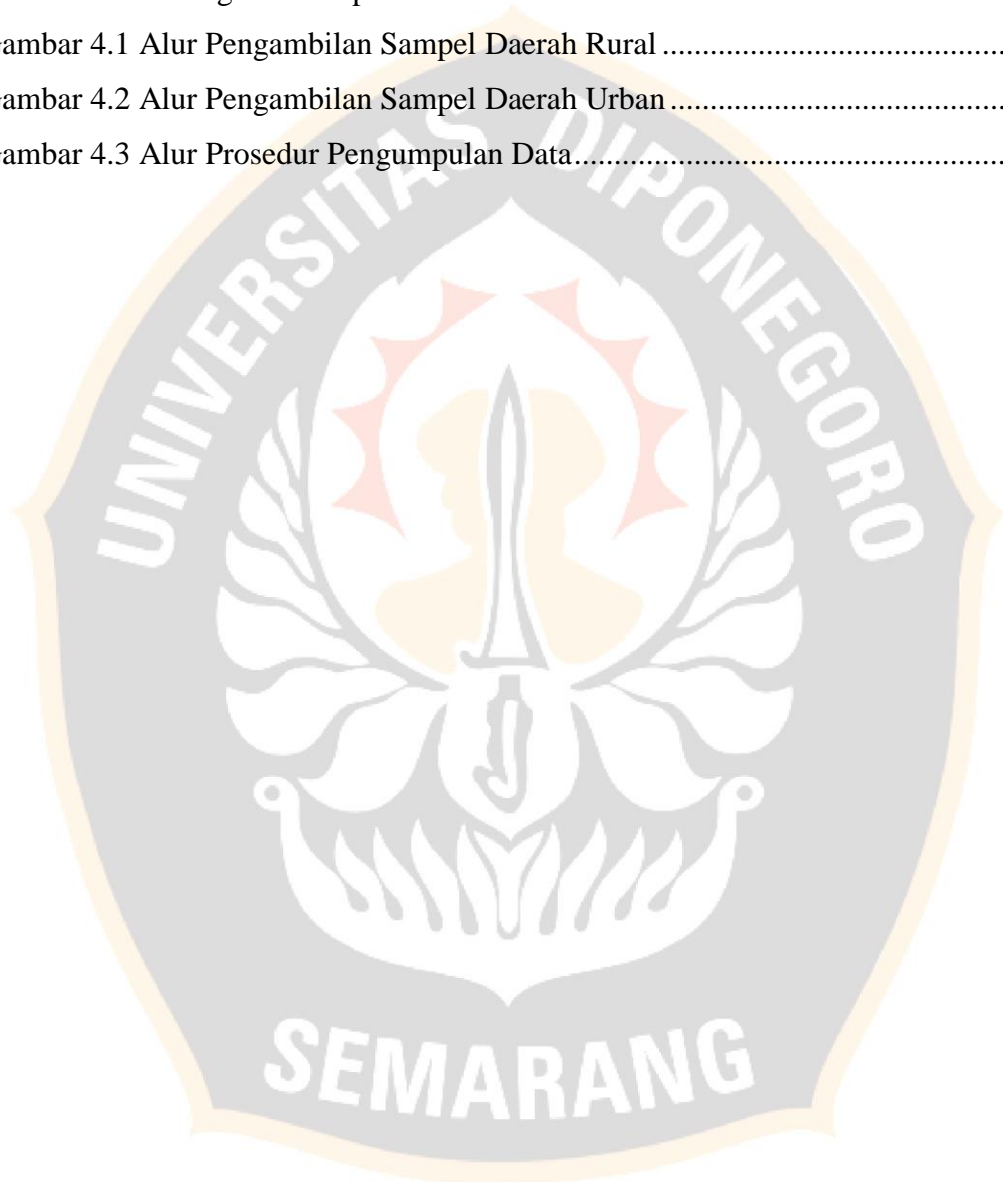 ambar 4.1 Alur Pengambilan Sampel Daerah Rural ........................................
ambar 4.2 Alur Pengambilan Sampel Daerah Urban .......................................
ambar 4.3 Alur Prosedur Pengumpulan Data...................................................
UNIVERSITAS DIPONEGORO
SEMARANG